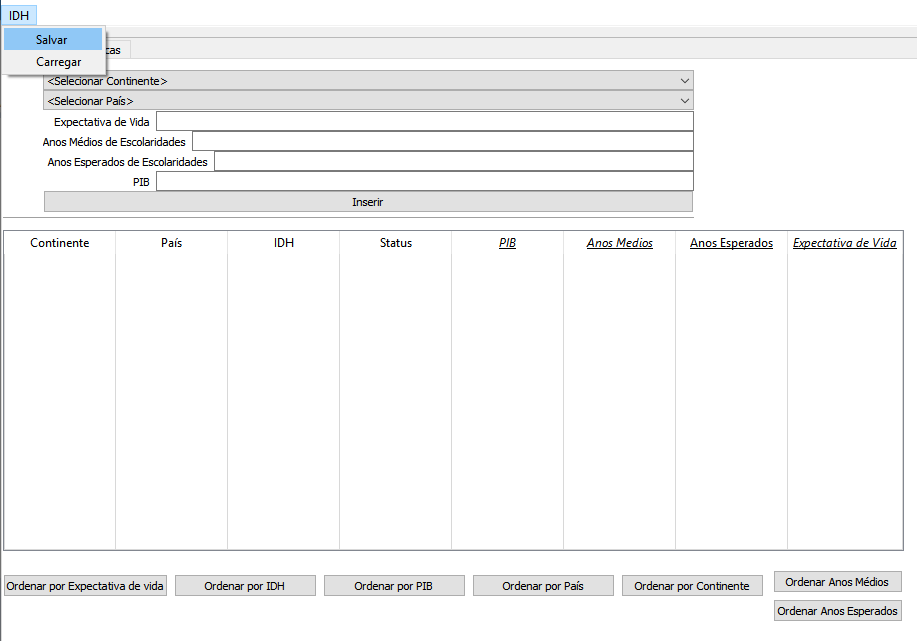 IDH
Salvar
Carregar
cas
<Selecionar Continente>
<Selecionar País>
Expectativa de Vida
Anos Médios de Escolaridades
Anos Esperados de Escolaridades
PIB
Inserir
Continente País IDH Status PIB Anos Medios Anos Esperados Expectativa de Vida
Ordenar por Expectativa de vida Ordenar por IDH Ordenar por PIB Ordenar por País Ordenar por Continente Ordenar Anos Médios
Ordenar Anos Esperados